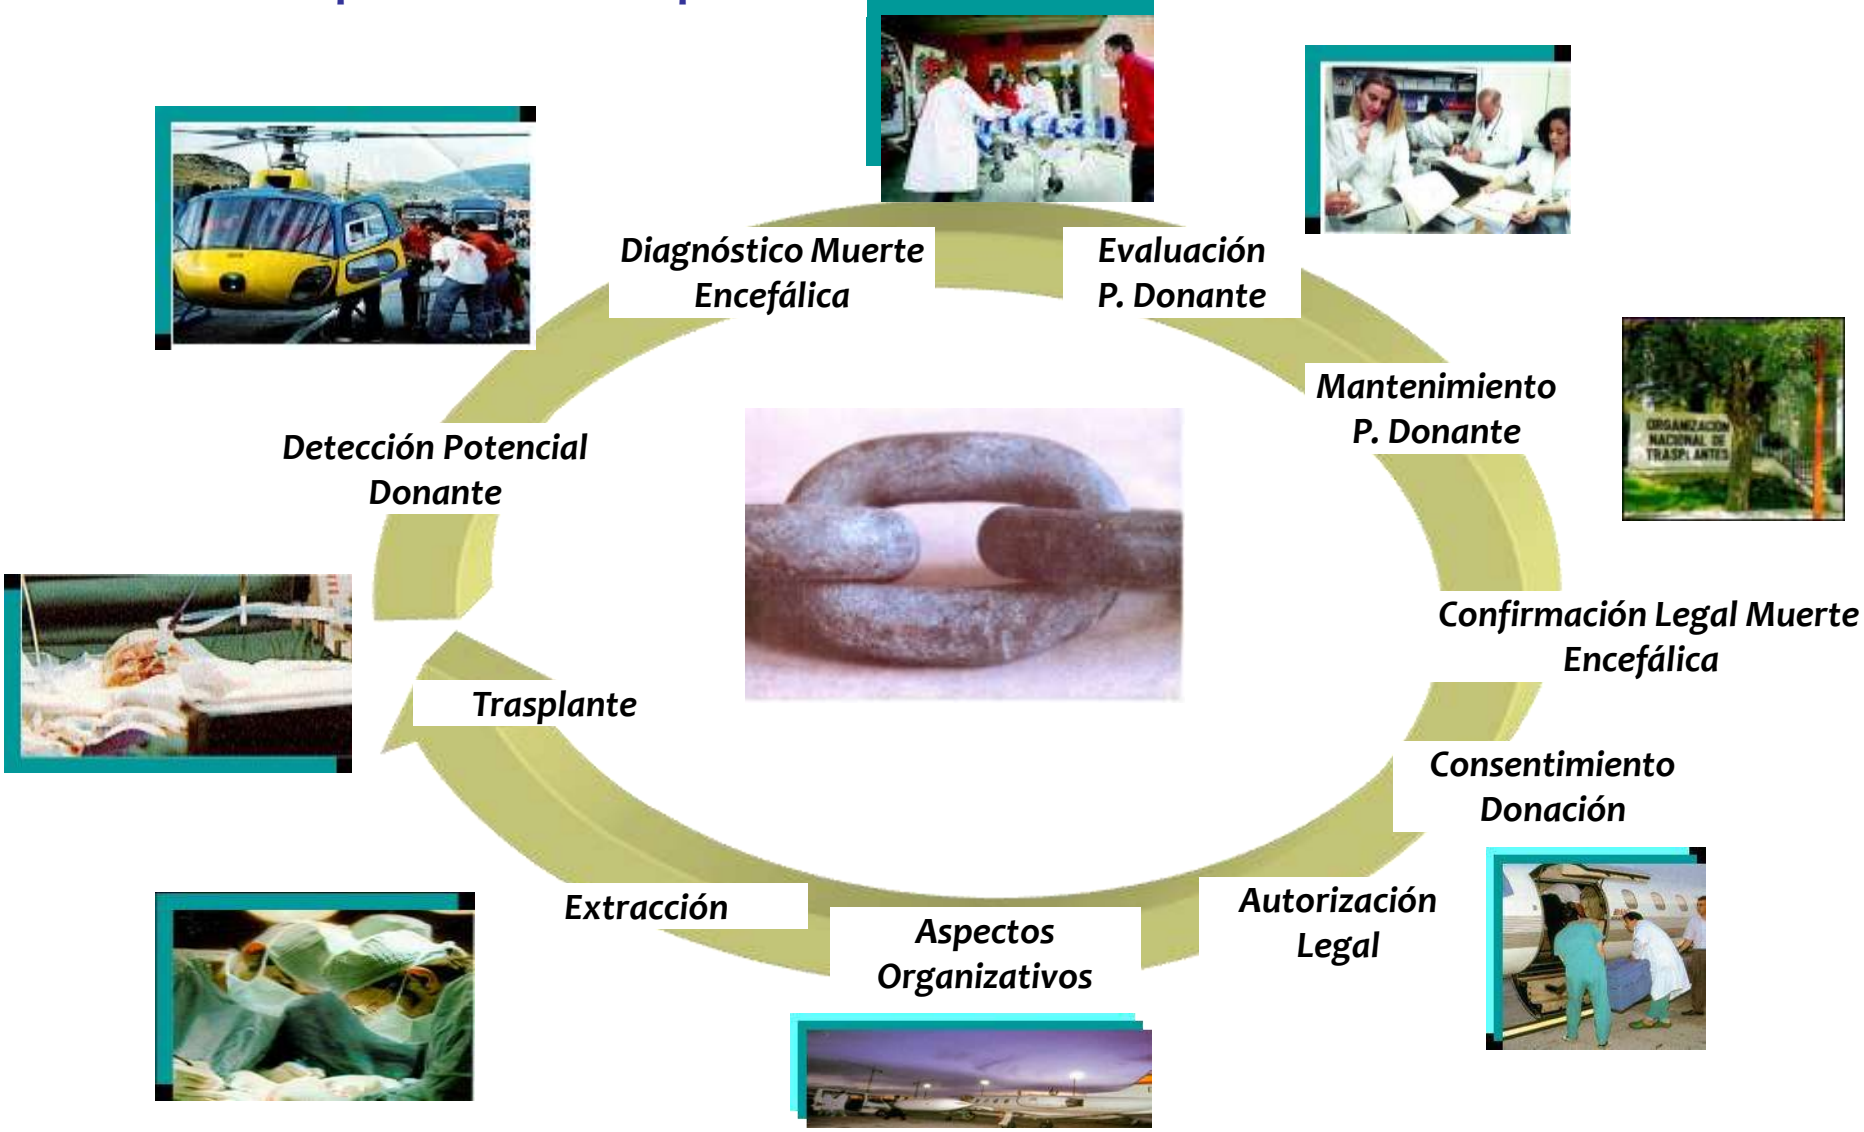 Diagnóstico Muerte
Encefálica
Evaluación
P. Donante
Mantenimiento
P. Donante
ORGANIZACION
NACIONAL DE
TRASPLANTES
Detección Potencial
Donante
Confirmación Legal Muerte
Encefálica
Trasplante
Consentimiento
Donación
Autorización
Legal
Extracción
Aspectos
Organizativos